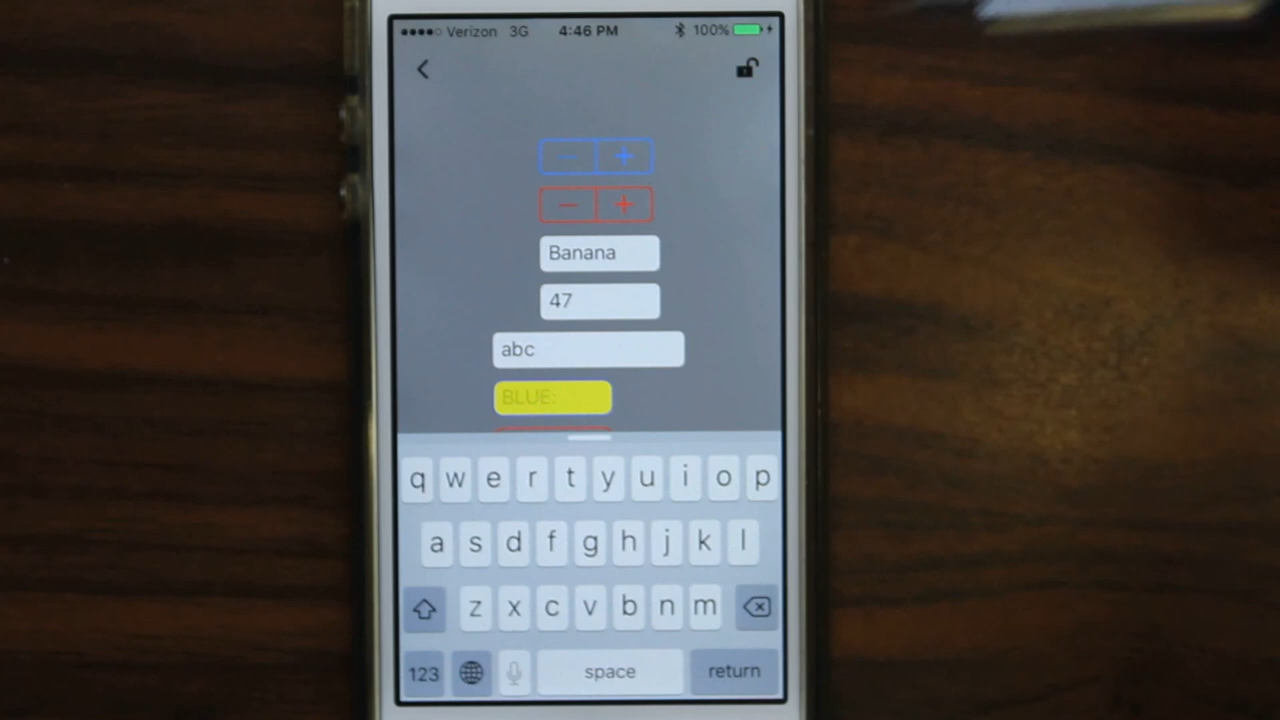 Verizon 3G 4:46 PM 100%
Banana
47
abc
BLUE:
q w e r t y u i o p
a s d f g h j k l
z x c v b n m
123 space return